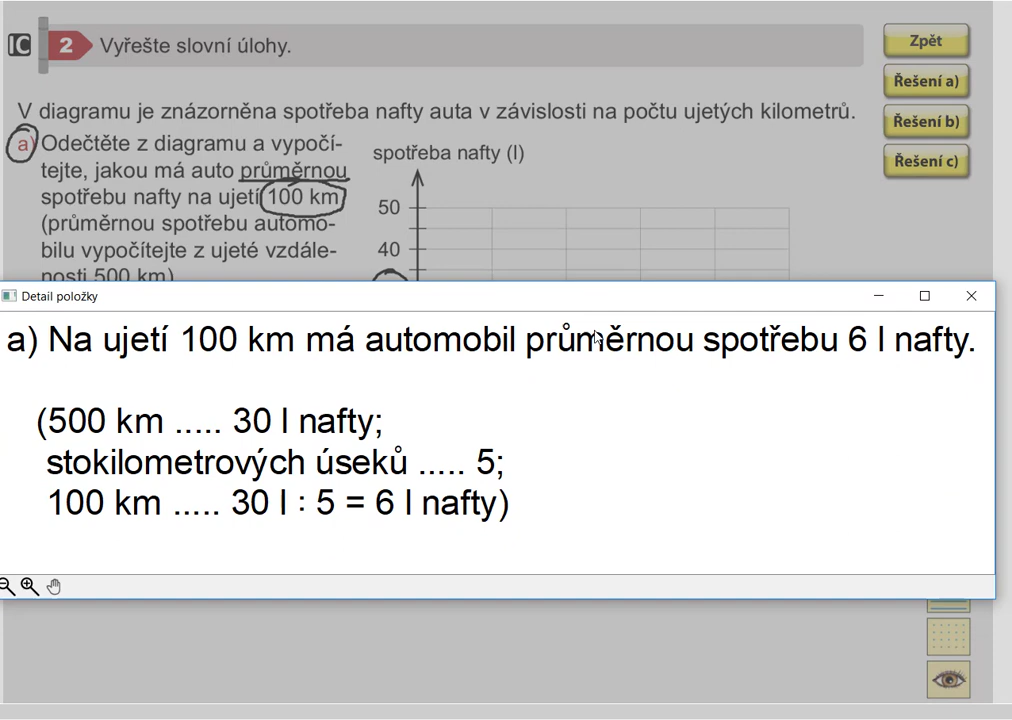 IC
2
Vyřešte slovní úlohy.
Zpět
Řešení a)
Řešení b)
Řešení c)
V diagramu je znázorněna spotřeba nafty auta v závislosti na počtu ujetých kilometrů.
a) Odečtěte z diagramu a vypočí-
tejte, jakou má auto průměrnou
spotřebu nafty na ujetí 100 km
(průměrnou spotřebu automo-
bilu vypočítejte z ujeté vzdále-
nosti 500 km)
spotřeba nafty (l)
50
40
Detail položky
a) Na ujetí 100 km má automobil průměrnou spotřebu 6 l nafty.
(500 km ..... 30 l nafty;
stokilometrových úseků ..... 5;
100 km ..... 30 l : 5 = 6 l nafty)